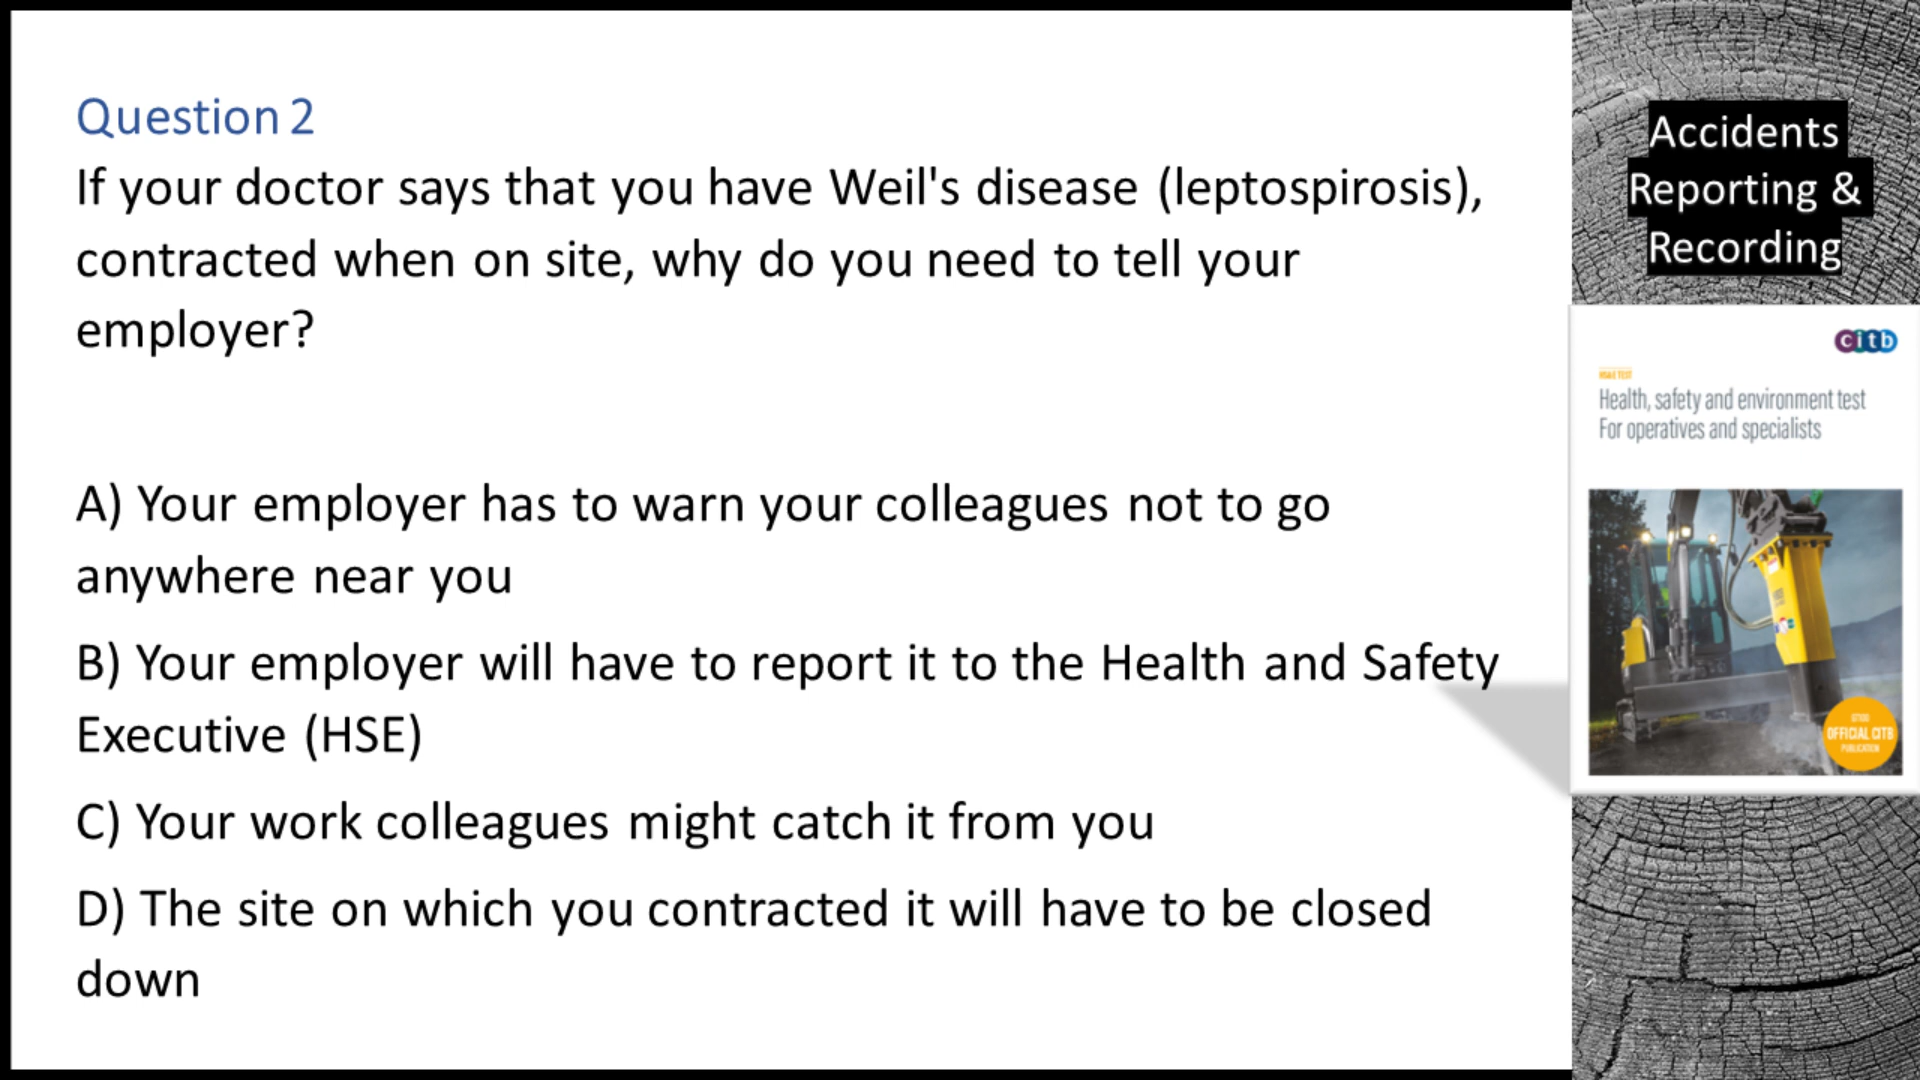 Question 2
If your doctor says that you have Weil's disease (leptospirosis),
contracted when on site, why do you need to tell your
employer?
A) Your employer has to warn your colleagues not to go
anywhere near you
B) Your employer will have to report it to the Health and Safety
Executive (HSE)
C) Your work colleagues might catch it from you
D) The site on which you contracted it will have to be closed
down
Accidents
Reporting &
Recording
citb
HS&E TEST
Health, safety and environment test
For operatives and specialists
OFFICIAL CITB
PUBLICATION